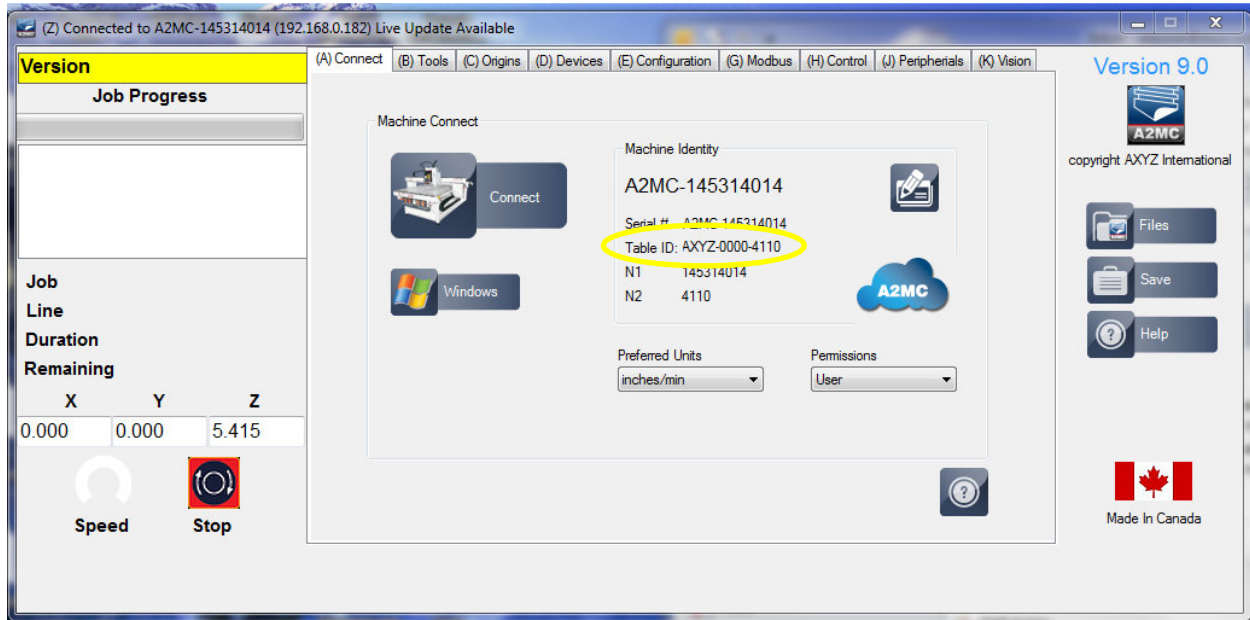 (Z) Connected to A2MC-145314014 (192.168.0.182) Live Update Available
(A) Connect (B) Tools (C) Origins (D) Devices (E) Configuration (G) Modbus (H) Control (J) Peripherials (K) Vision
Version
Job Progress
Job
Line
Duration
Remaining
X Y Z
0.000 0.000 5.415
Speed Stop
Machine Connect
Connect
Windows
Machine Identity
A2MC-145314014
Serial # A2MC-145314014
Table ID: AXYZ-0000-4110
N1 145314014
N2 4110
A2MC
Preferred Units
inches/min
Permissions
User
Version 9.0
A2MC
copyright AXYZ International
Files
Save
Help
Made In Canada